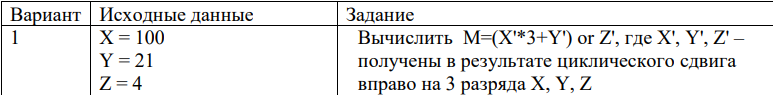 Вариант Исходные данные Задание
1 X = 100 Вычислить M=(X'*3+Y') or Z', где X', Y', Z' –
Y = 21 получены в результате циклического сдвига
Z = 4 вправо на 3 разряда X, Y, Z